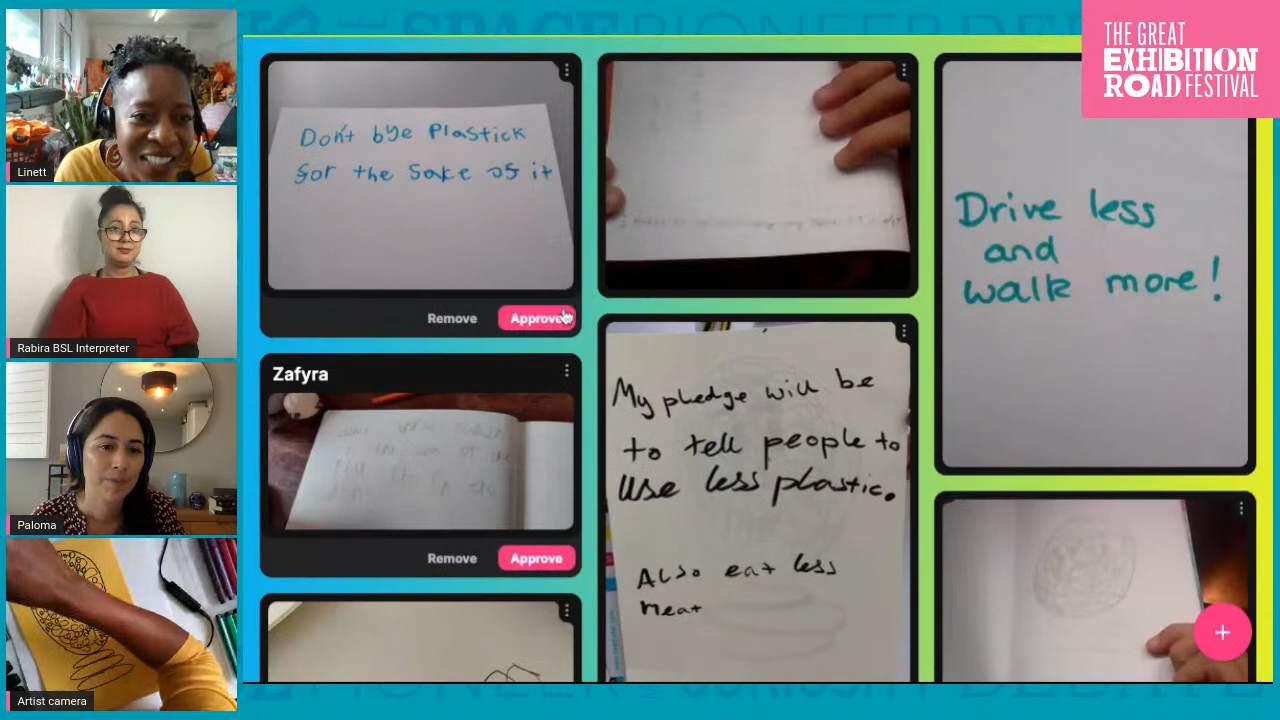 THE GREAT
EXHIBITION
ROAD FESTIVAL
Linett
Rabira BSL Interpreter
Paloma
Artist camera
Don't bye Plastick
for the Sake of it
Remove
Approve
Zafyra
Remove
Approve
My pledge will be
to tell people to
Use less plastic.
Also eat less
meat
Drive less
and
walk more!
+
PIONEER
DEBATE